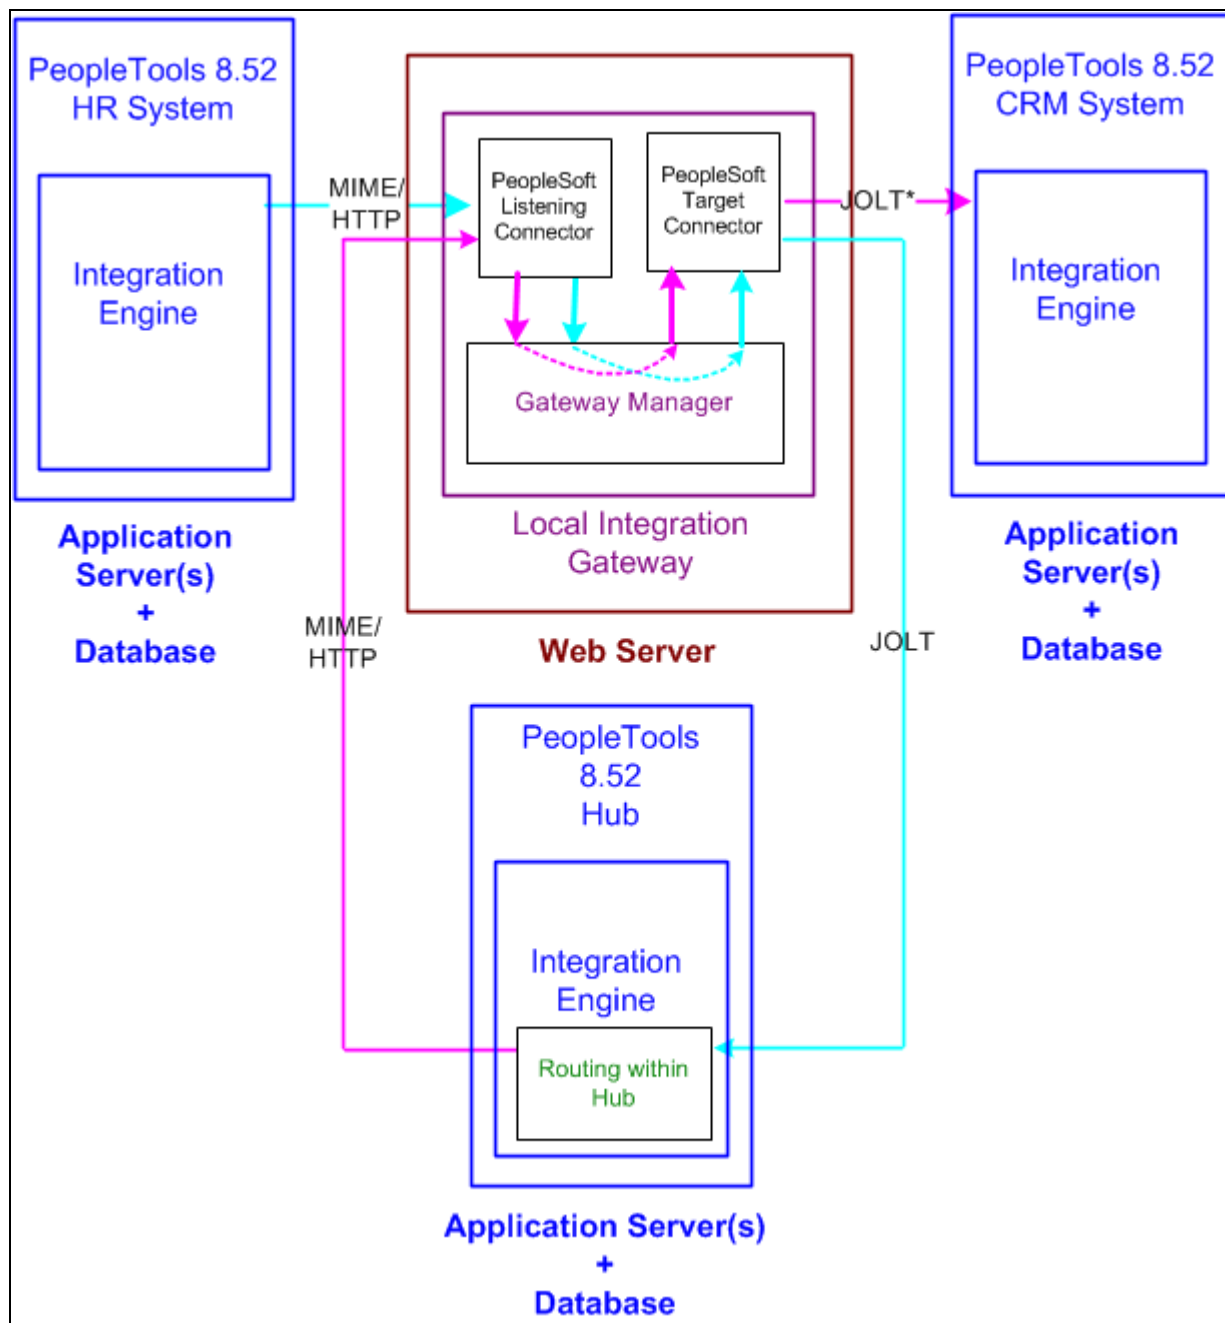 PeopleTools 8.52
HR System
Integration
Engine
Application
Server(s)
+
Database
MIME/
HTTP
PeopleSoft
Listening
Connector
PeopleSoft
Target
Connector
Gateway Manager
Local Integration
Gateway
Web Server
JOLT*
PeopleTools 8.52
CRM System
Integration
Engine
Application
Server(s)
+
Database
MIME/
HTTP
JOLT
PeopleTools
8.52
Hub
Integration
Engine
Routing within
Hub
Application Server(s)
+
Database